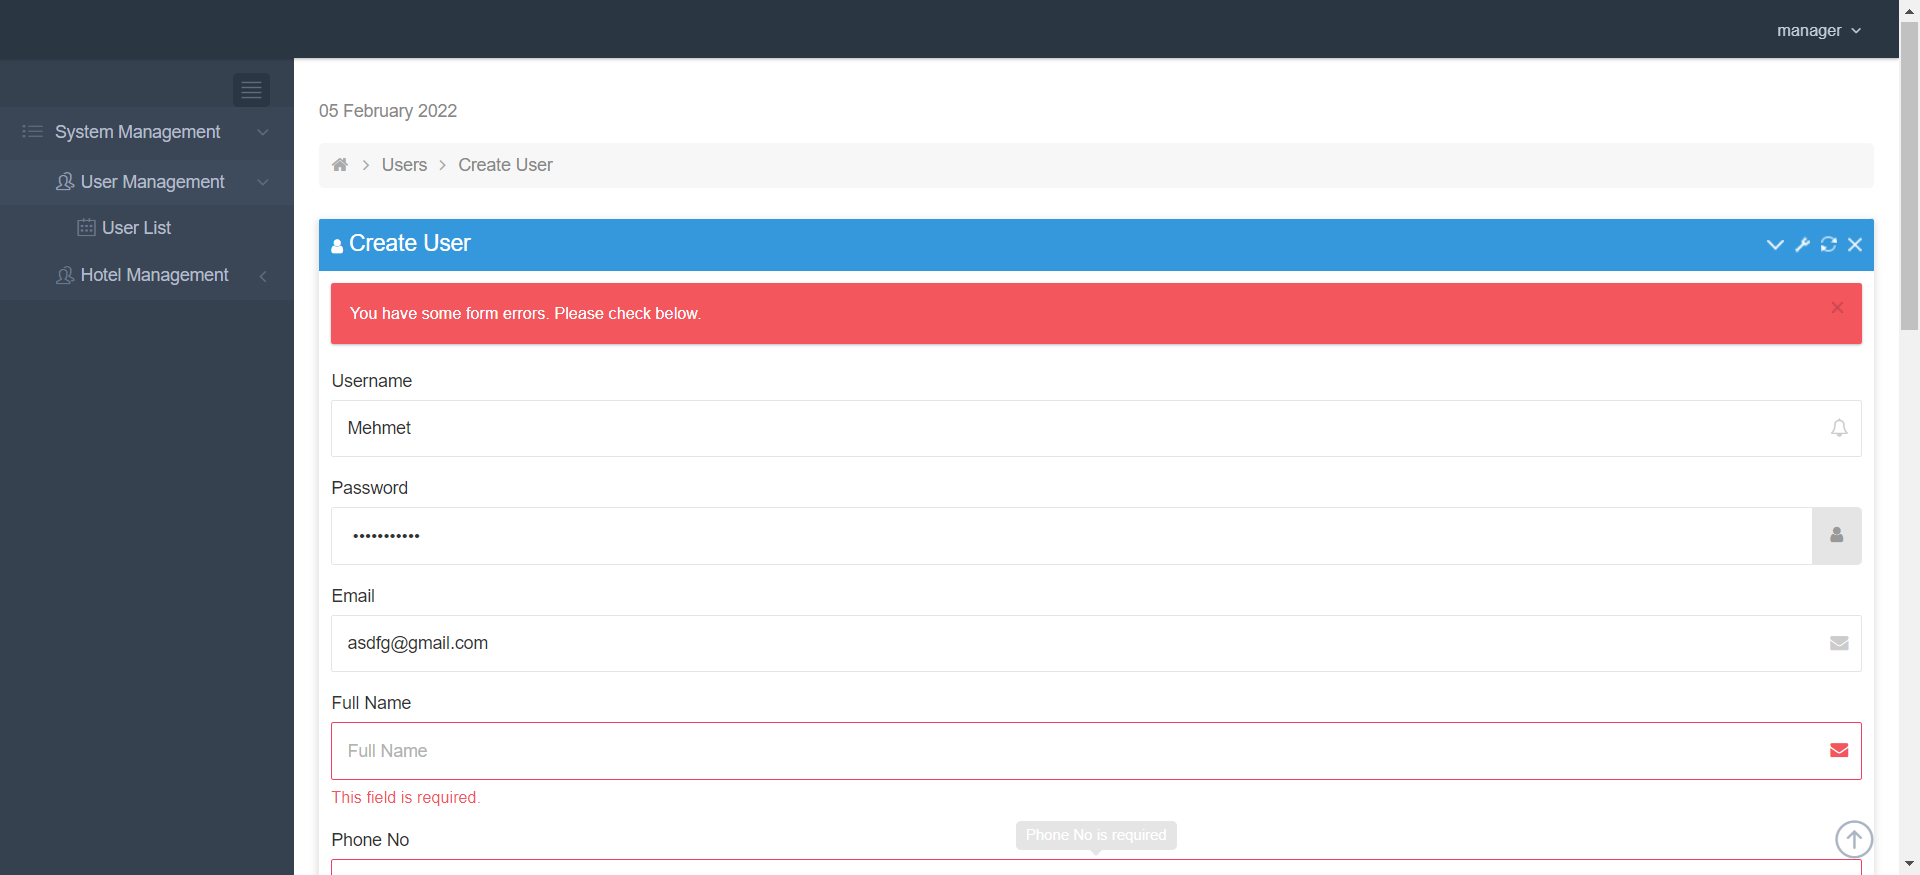 manager
05 February 2022
System Management
User Management
User List
Hotel Management
Users
Create User
Create User
You have some form errors. Please check below.
Username
Mehmet
Password
•••••••••••
Email
asdfg@gmail.com
Full Name
Full Name
This field is required.
Phone No
Phone No is required